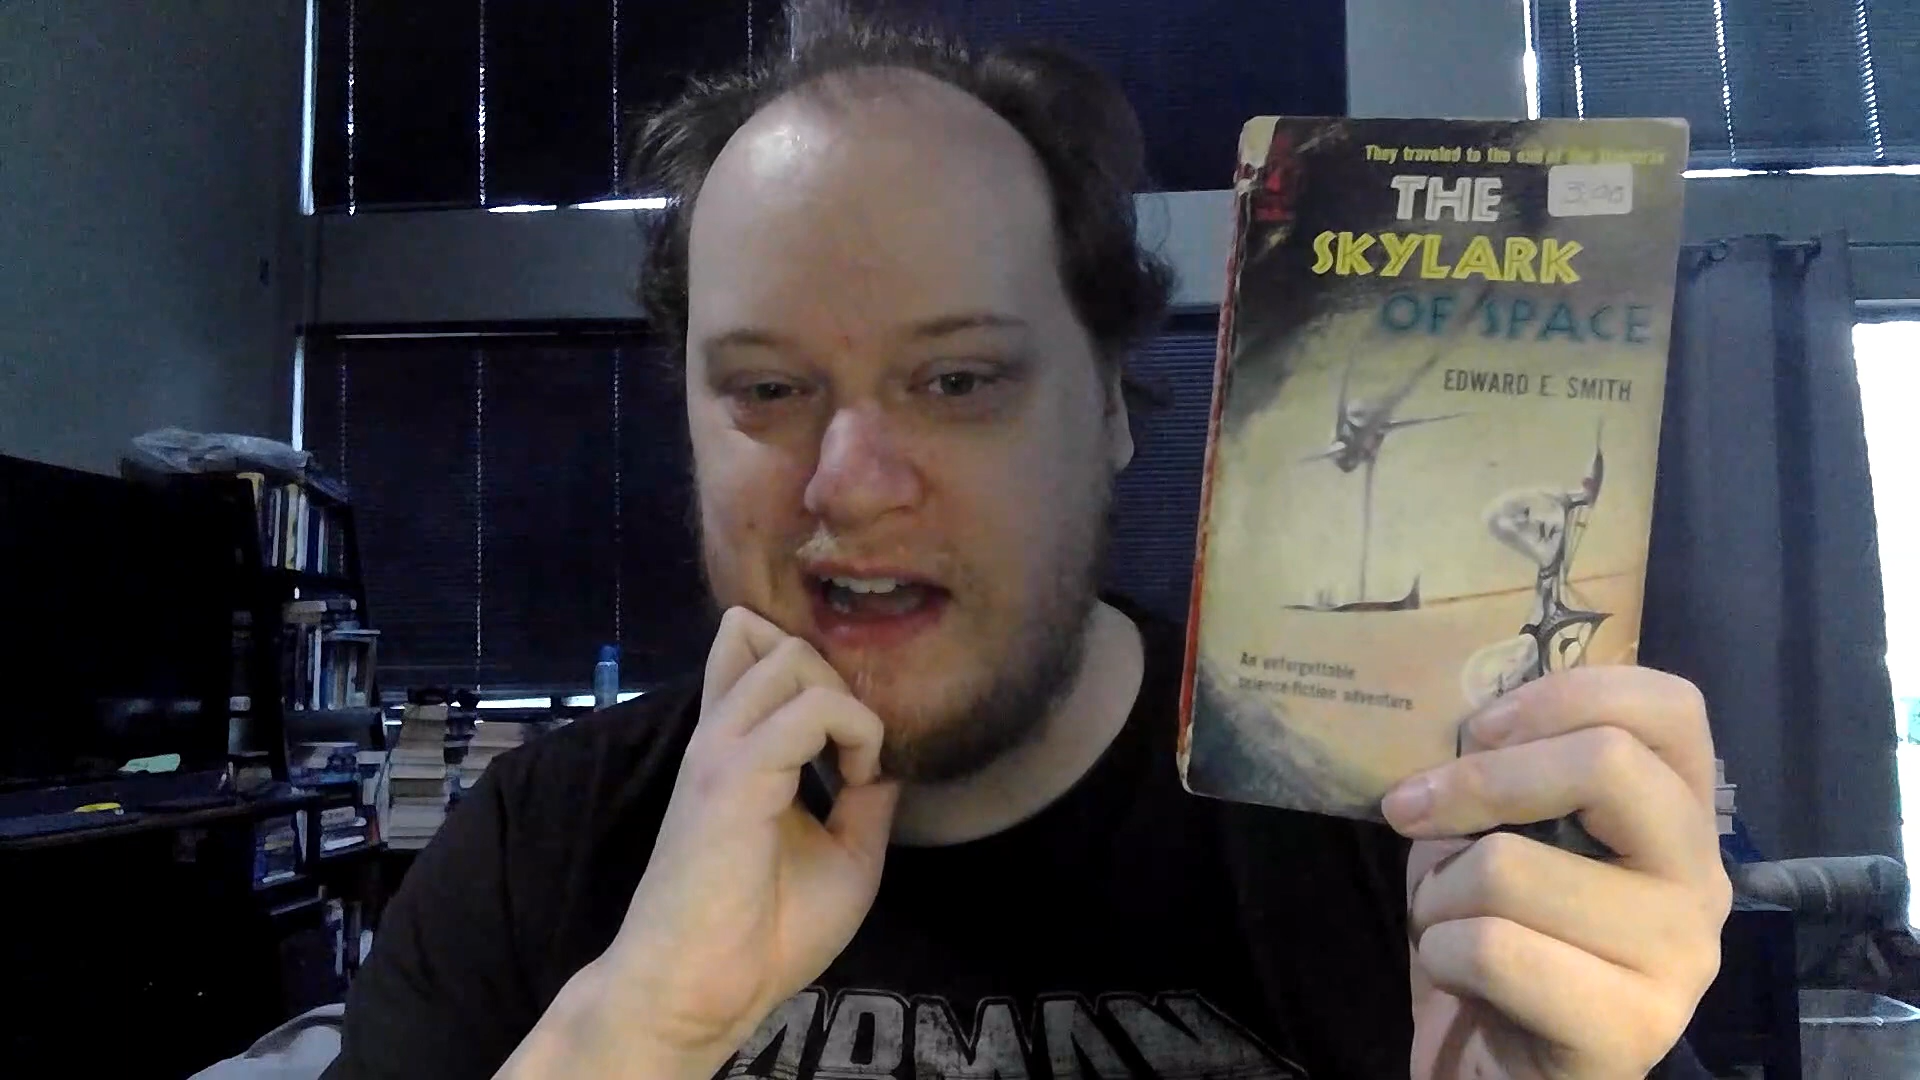 They traveled to the end of the universe
THE
3.00
SKYLARK
OF SPACE
EDWARD E. SMITH
An unforgettable
science-fiction adventure